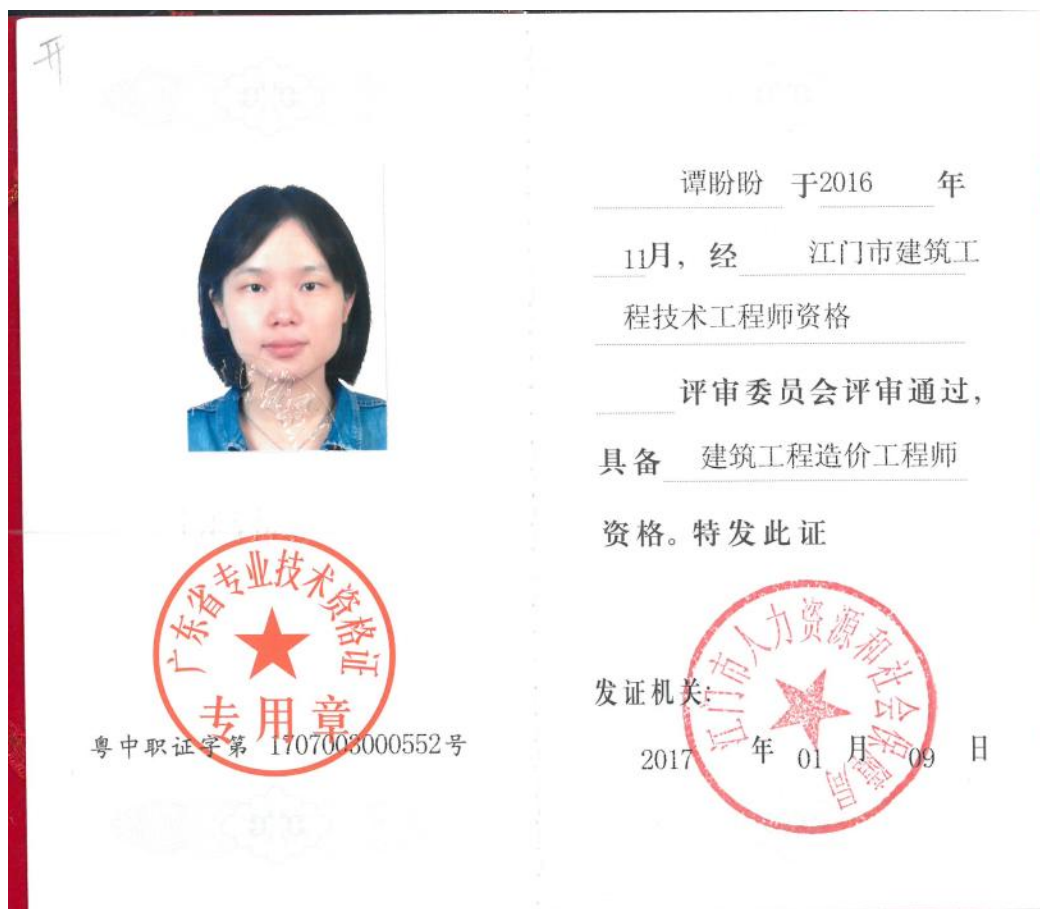 开
广东省专业技术资格证
专用章
粤中职证字第 1707003000552号
谭盼盼 于2016 年
11月，经 江门市建筑工
程技术工程师资格
评审委员会评审通过，
具备 建筑工程造价工程师
资格。特发此证
江门市人力资源和社会保障局
发证机关：
2017 年 01 月 09 日